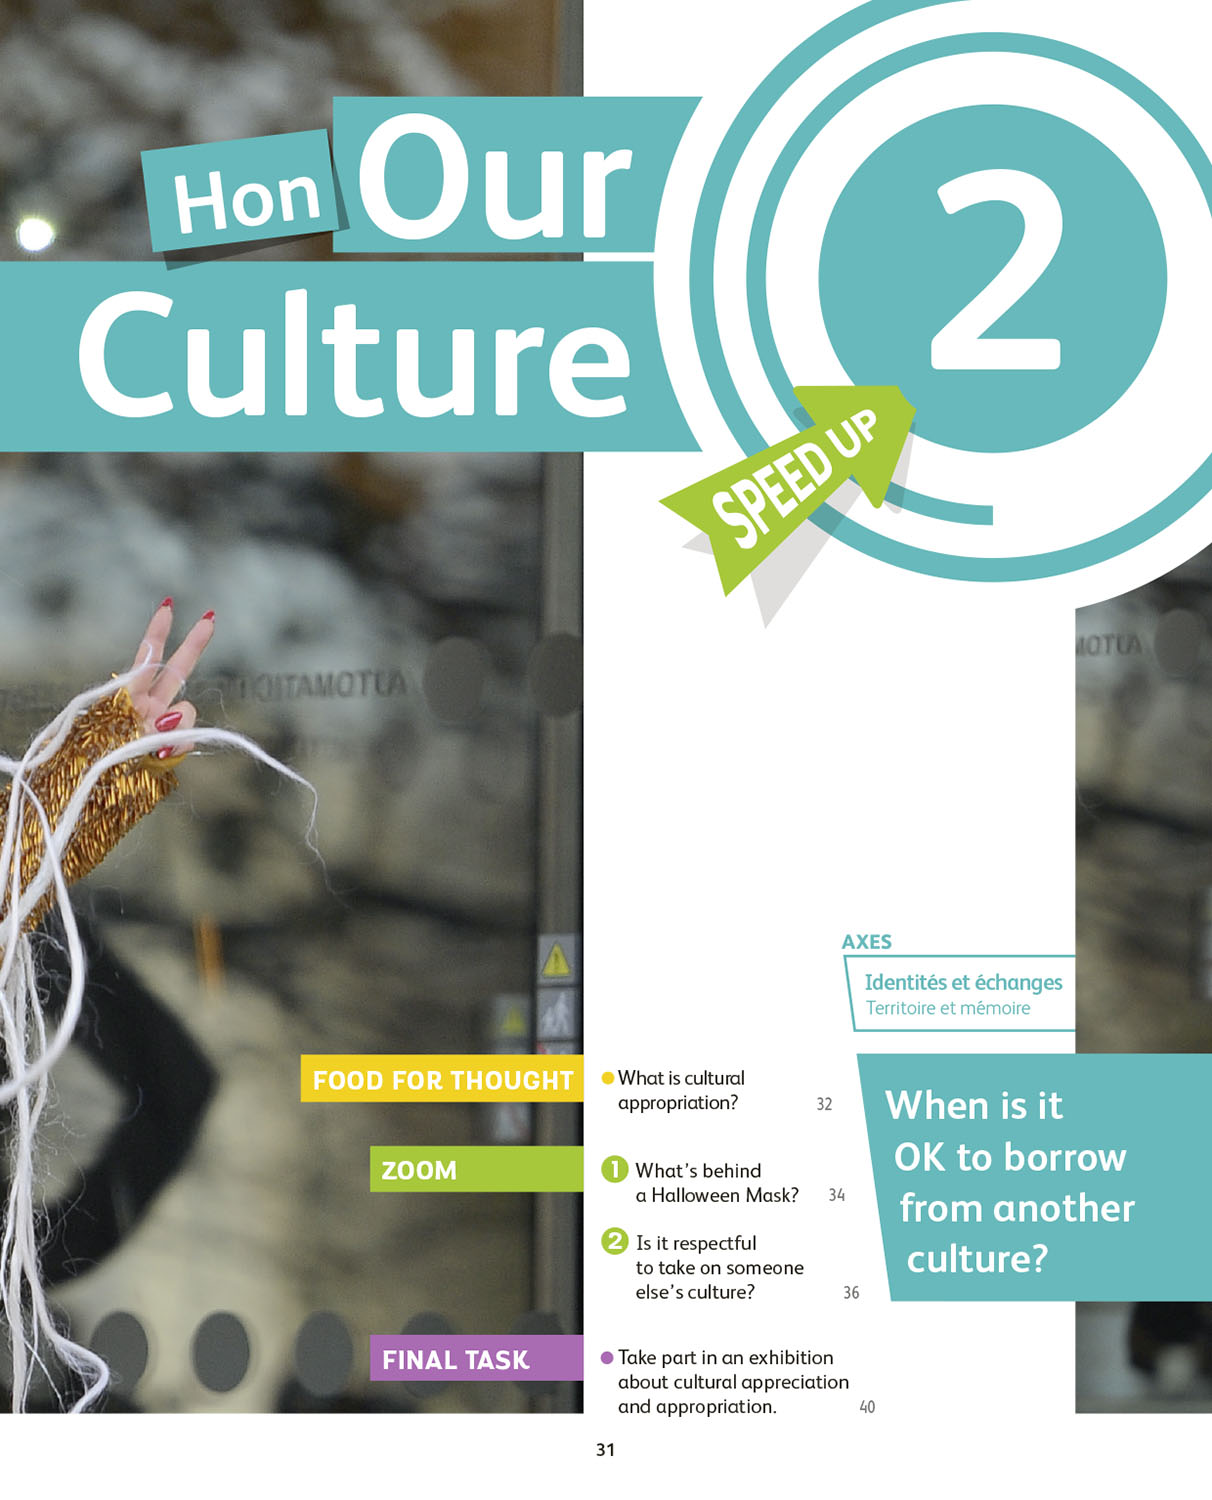 Hon Our
Culture
2
SPEED UP
AUTOMATIC
AXES
Identités et échanges
Territoire et mémoire
FOOD FOR THOUGHT
What is cultural
appropriation? 32
ZOOM
1 What's behind
a Halloween Mask? 34
2 Is it respectful
to take on someone
else's culture? 36
FINAL TASK
Take part in an exhibition
about cultural appreciation
and appropriation. 40
When is it
OK to borrow
from another
culture?
31